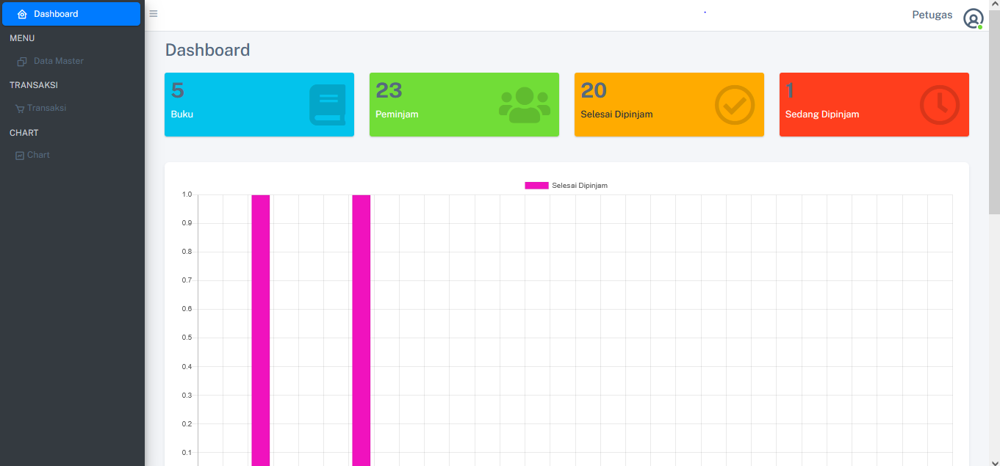 Dashboard
MENU
Data Master
TRANSAKSI
Transaksi
CHART
Chart
Petugas
Dashboard
5
Buku
23
Peminjam
20
Selesai Dipinjam
1
Sedang Dipinjam
Selesai Dipinjam
1.0
0.9
0.8
0.7
0.6
0.5
0.4
0.3
0.2
0.1